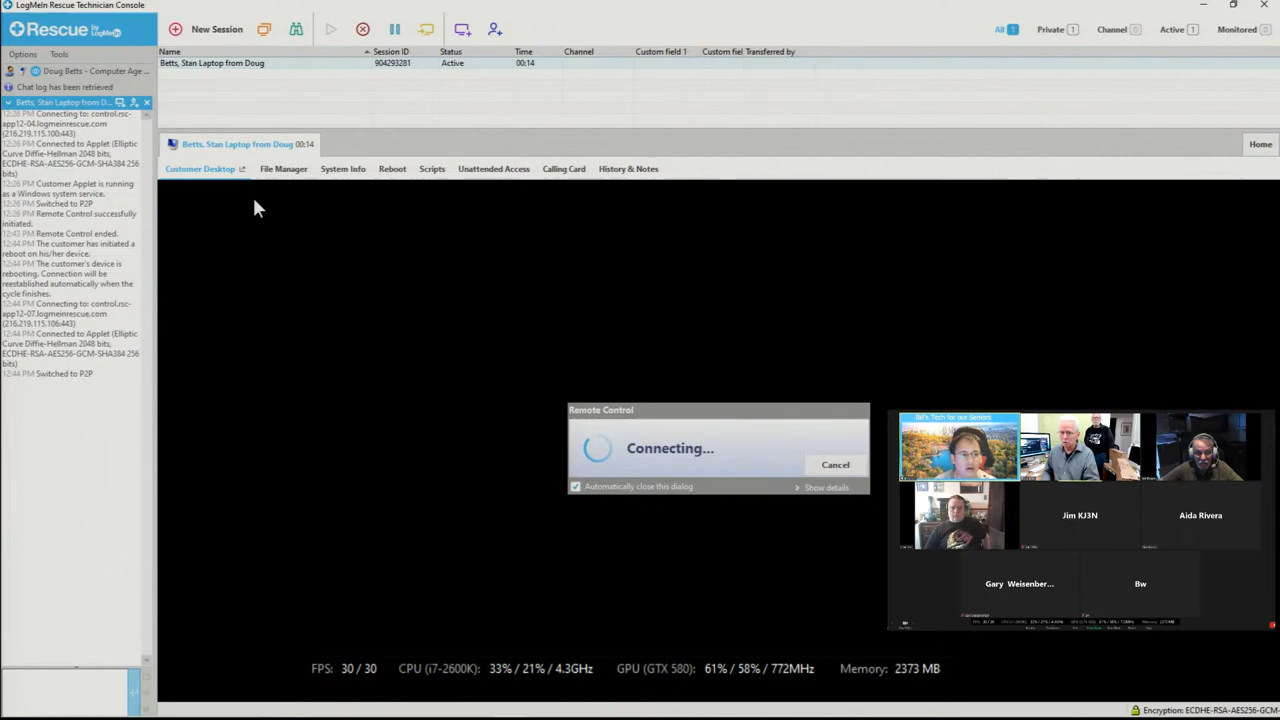 LogMeIn Rescue Technician Console
Rescue by LogMeIn
New Session
All 1
Private 1
Channel 0
Active 1
Monitored 0
Options Tools
Doug Betts - Computer Age ...
Chat log has been retrieved
Betts, Stan Laptop from D...
Name Session ID Status Time Channel Custom field 1 Custom fiel Transferred by
Betts, Stan Laptop from Doug 904293281 Active 00:14
12:26 PM Connecting to: control.rsc-
app12-04.logmeinrescue.com
(216.219.115.100:443)
12:26 PM Connected to Applet (Elliptic
Curve Diffie-Hellman 2048 bits,
ECDHE-RSA-AES256-GCM-SHA384 256
bits)
12:26 PM Customer Applet is running
as a Windows system service.
12:26 PM Switched to P2P
12:26 PM Remote Control successfully
initiated.
12:43 PM Remote Control ended.
12:44 PM The customer has initiated a
reboot on his/her device.
12:44 PM The customer's device is
rebooting. Connection will be
reestablished automatically when the
cycle finishes.
12:44 PM Connecting to: control.rsc-
app12-07.logmeinrescue.com
(216.219.115.106:443)
12:44 PM Connected to Applet (Elliptic
Curve Diffie-Hellman 2048 bits,
ECDHE-RSA-AES256-GCM-SHA384 256
bits)
12:44 PM Switched to P2P
Betts, Stan Laptop from Doug 00:14
Home
Customer Desktop File Manager System Info Reboot Scripts Unattended Access Calling Card History & Notes
Remote Control
Connecting...
Cancel
Automatically close this dialog
Show details
Bill's Tech for our Seniors
Jim KJ3N
Aida Rivera
Gary Weisenber...
Bw
FPS: 30 / 30 CPU (i7-2600K): 33% / 21% / 4.3GHz GPU (GTX 580): 61% / 58% / 772MHz Memory: 2373 MB
Encryption: ECDHE-RSA-AES256-GCM-